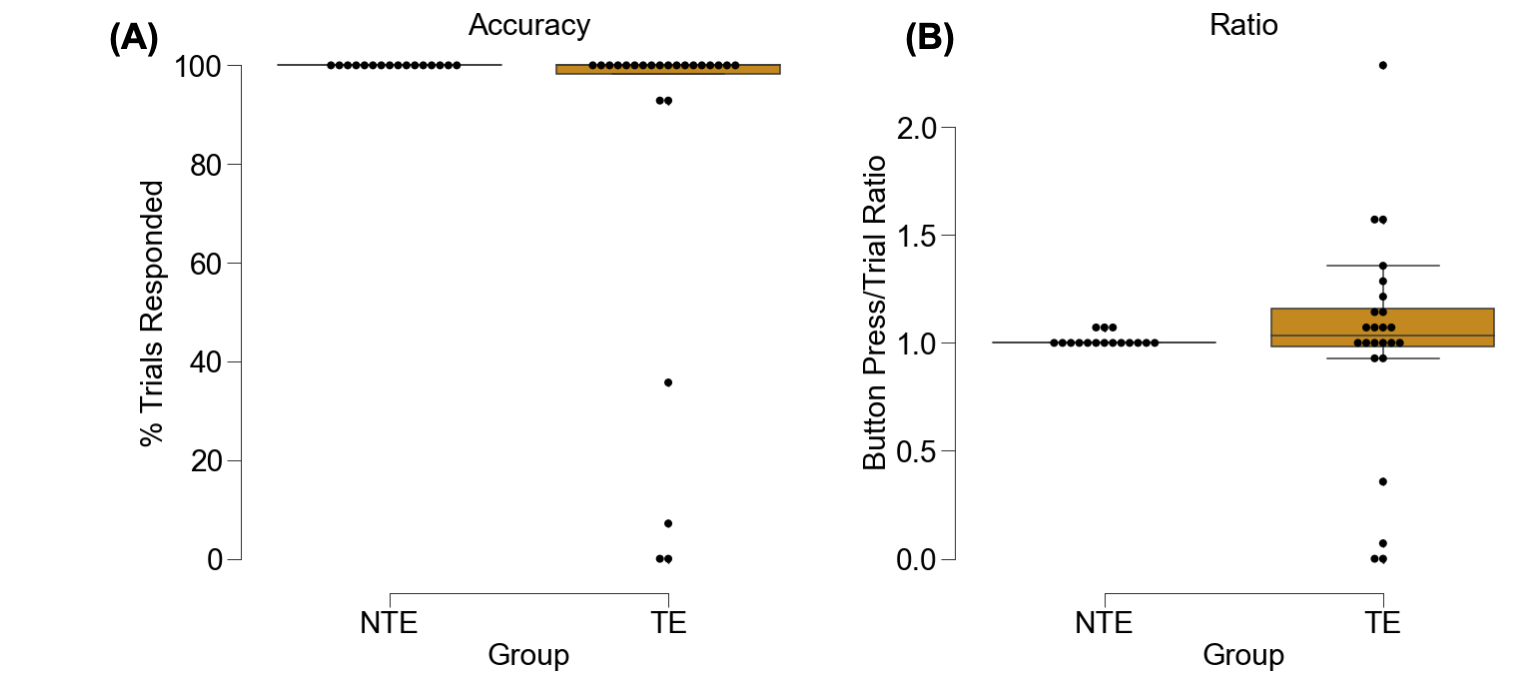 (A)
Accuracy
% Trials Responded
100
80
60
40
20
0
NTE
TE
Group
(B)
Ratio
Button Press/Trial Ratio
2.0
1.5
1.0
0.5
0.0
NTE
TE
Group